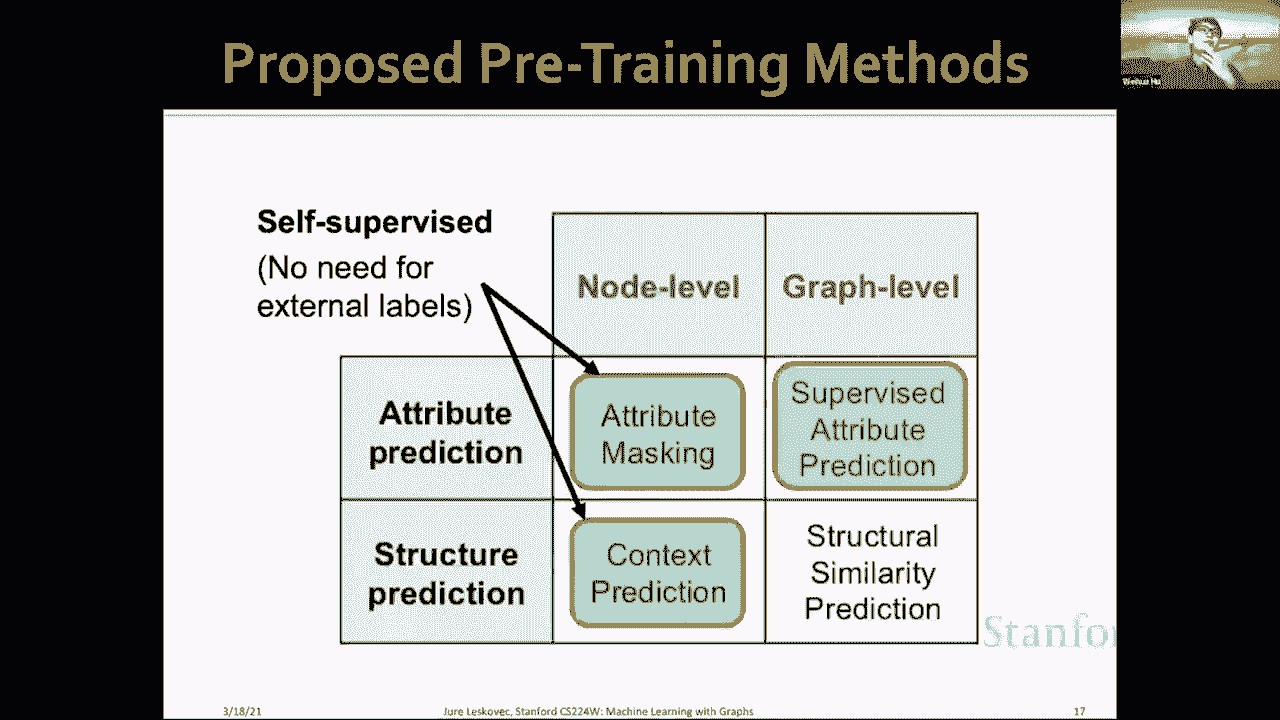 Proposed Pre-Training Methods
Weihua Hu
Self-supervised
(No need for
external labels)
Node-level
Graph-level
Attribute
prediction
Attribute
Masking
Supervised
Attribute
Prediction
Structure
prediction
Context
Prediction
Structural
Similarity
Prediction
Stanfo
3/18/21
Jure Leskovec, Stanford CS224W: Machine Learning with Graphs
17